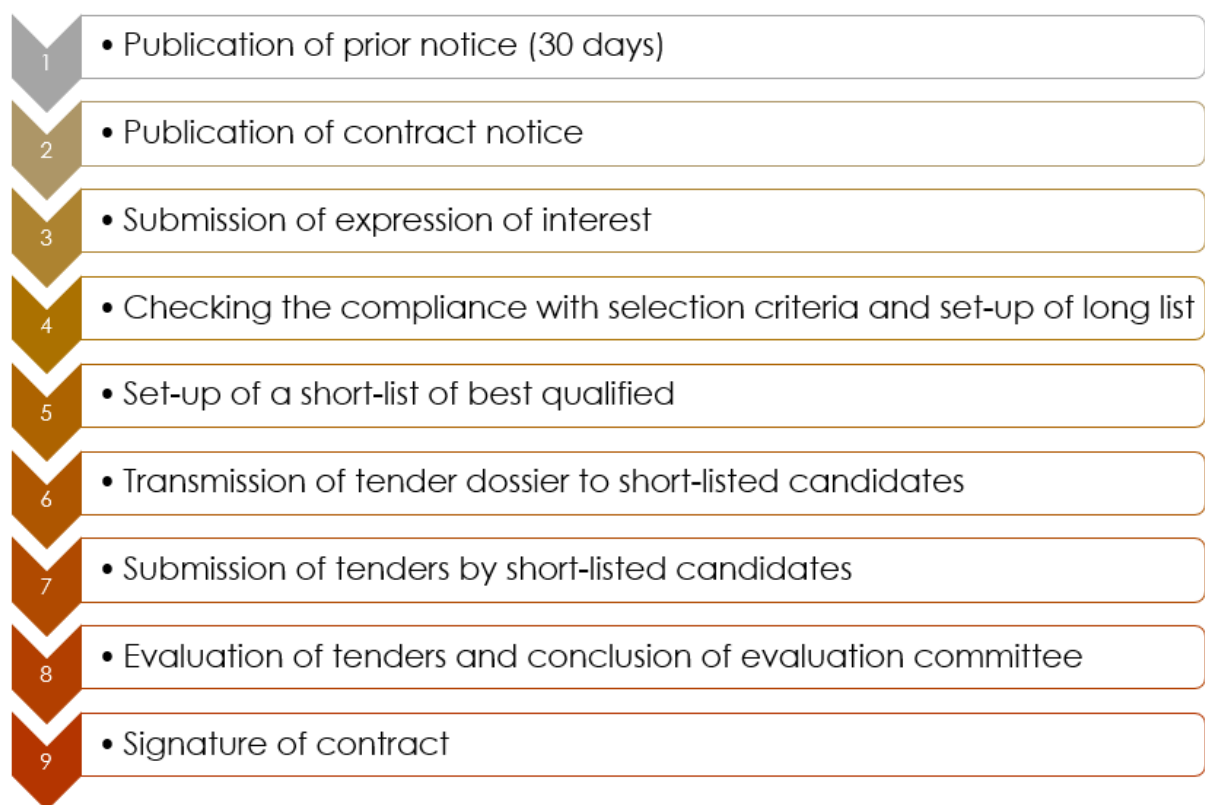 1 • Publication of prior notice (30 days)
2 • Publication of contract notice
3 • Submission of expression of interest
4 • Checking the compliance with selection criteria and set-up of long list
5 • Set-up of a short-list of best qualified
6 • Transmission of tender dossier to short-listed candidates
7 • Submission of tenders by short-listed candidates
8 • Evaluation of tenders and conclusion of evaluation committee
9 • Signature of contract